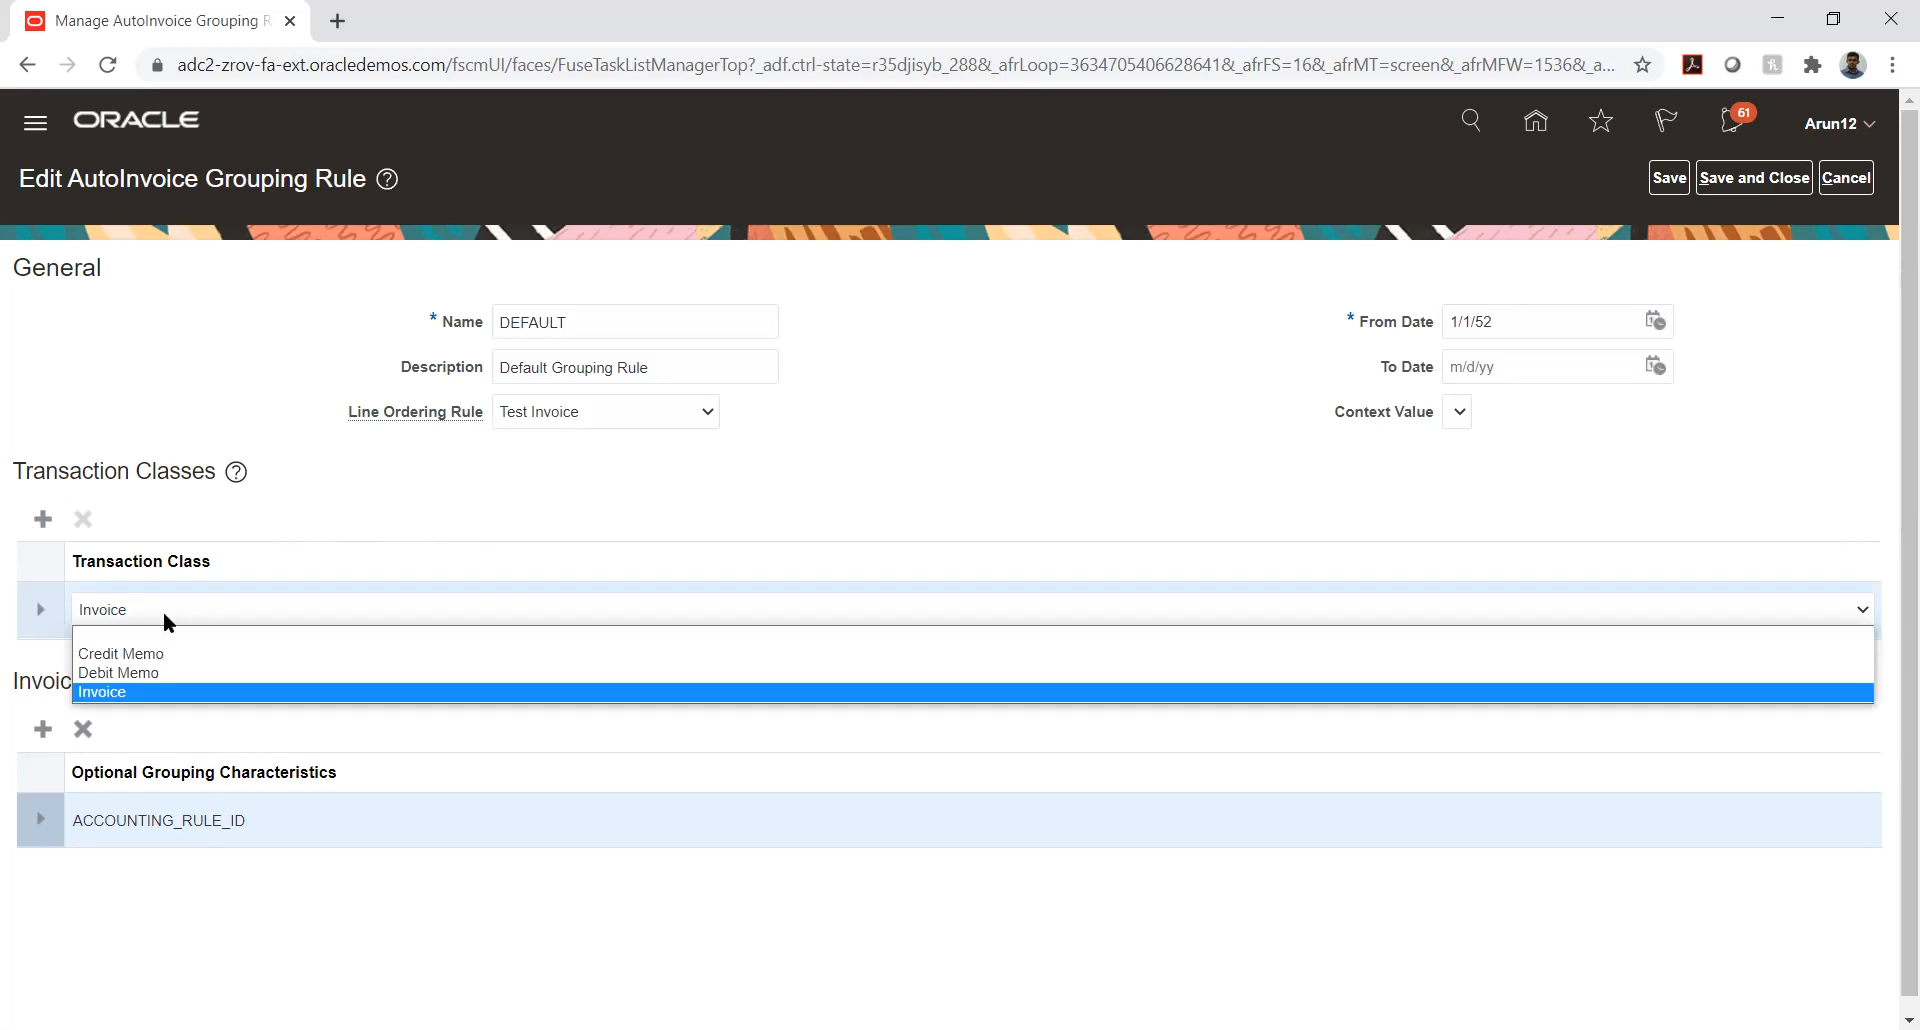 Manage AutoInvoice Grouping R
adc2-zrov-fa-ext.oracledemos.com/fscmUI/faces/FuseTaskListManagerTop?_adf.ctrl-state=r35djisyb_288&_afrLoop=3634705406628641&_afrFS=16&_afrMT=screen&_afrMFW=1536&_a...
ORACLE
61
Arun12
Edit AutoInvoice Grouping Rule ?
Save
Save and Close
Cancel
General
* Name DEFAULT
* From Date 1/1/52
Description Default Grouping Rule
To Date m/d/yy
Line Ordering Rule Test Invoice
Context Value
Transaction Classes ?
Transaction Class
Invoice
Credit Memo
Debit Memo
Invoice
Invoic
Optional Grouping Characteristics
ACCOUNTING_RULE_ID